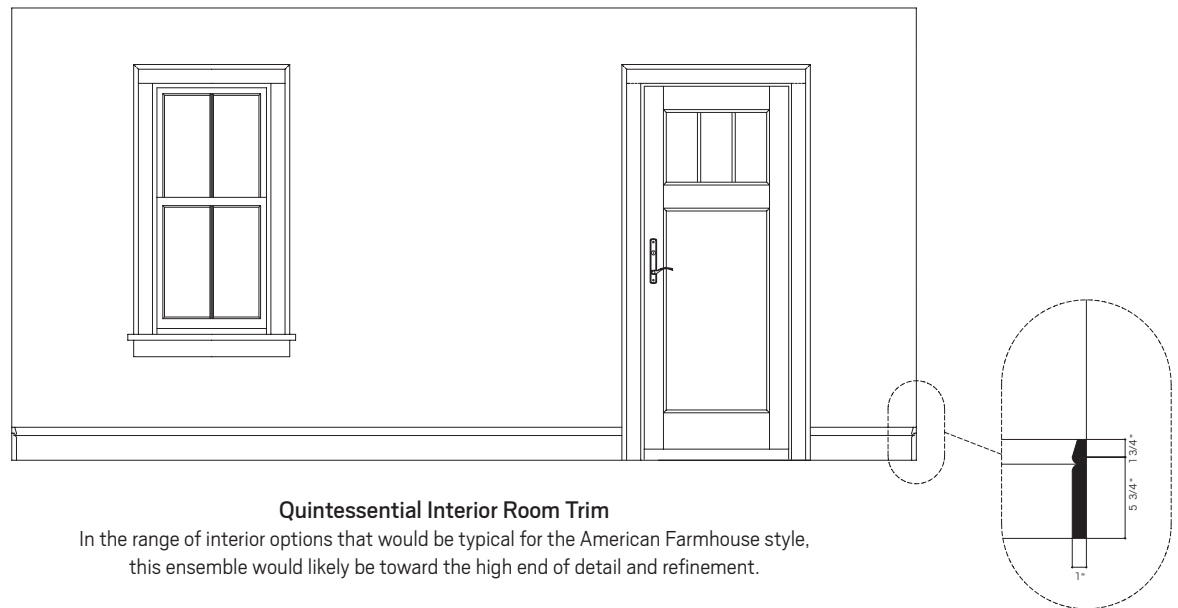 1 3/4"
5 3/4"
1"
Quintessential Interior Room Trim
In the range of interior options that would be typical for the American Farmhouse style,
this ensemble would likely be toward the high end of detail and refinement.